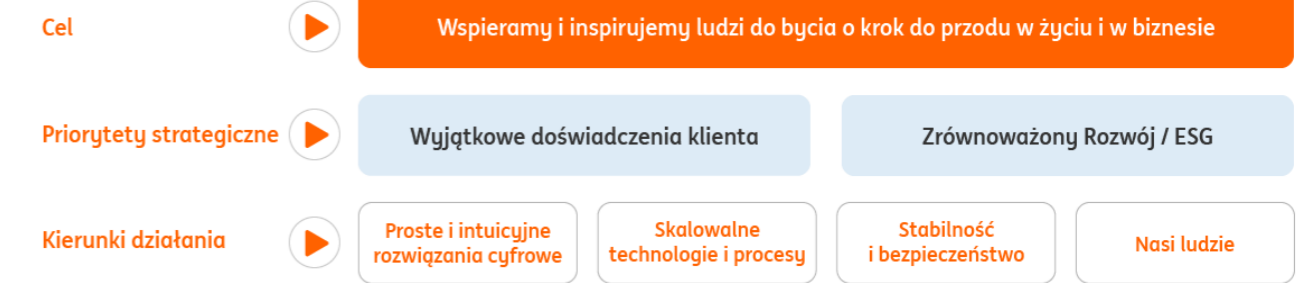 Cel
Wspieramy i inspirujemy ludzi do bycia o krok do przodu w życiu i w biznesie
Priorytety strategiczne
Wyjątkowe doświadczenia klienta
Zrównoważony Rozwój / ESG
Kierunki działania
Proste i intuicyjne
rozwiązania cyfrowe
Skalowalne
technologie i procesy
Stabilność
i bezpieczeństwo
Nasi ludzie